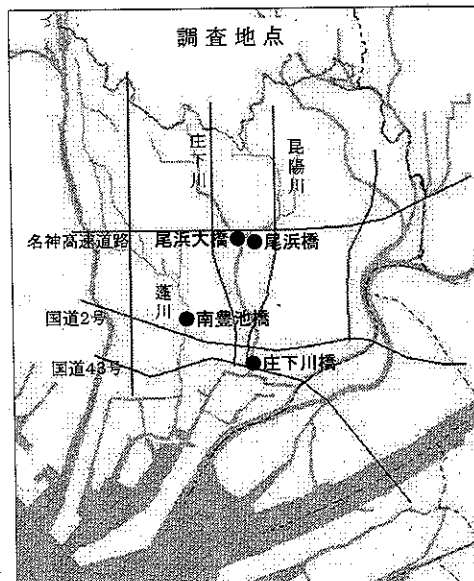 調査地点
庄下川
昆陽川
名神高速道路
尾浜大橋
尾浜橋
蓬川
南豊池橋
国道2号
庄下川橋
国道43号